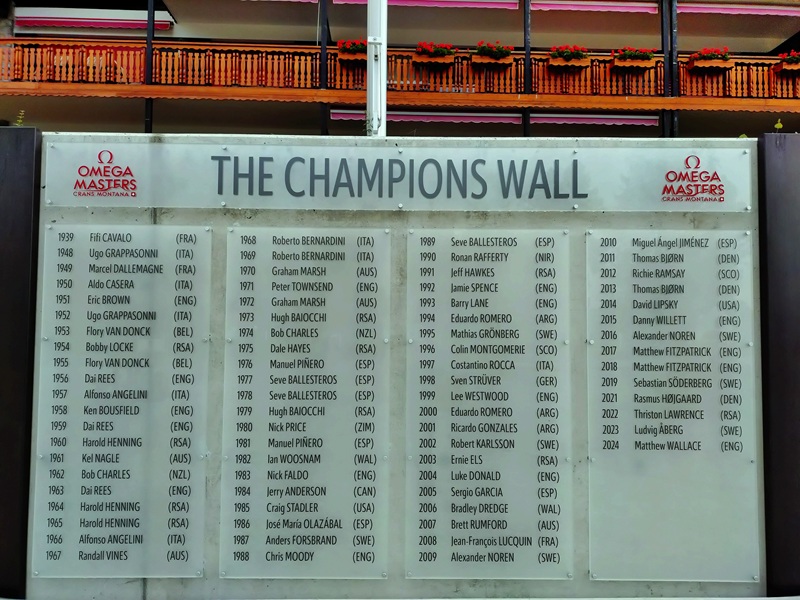 OMEGA
MASTERS
CRANS MONTANA
THE CHAMPIONS WALL
OMEGA
MASTERS
CRANS MONTANA
1939 Fifi CAVALO (FRA)
1948 Ugo GRAPPASONNI (ITA)
1949 Marcel DALLEMAGNE (FRA)
1950 Aldo CASERA (ITA)
1951 Eric BROWN (ENG)
1952 Ugo GRAPPASONNI (ITA)
1953 Flory VAN DONCK (BEL)
1954 Bobby LOCKE (RSA)
1955 Flory VAN DONCK (BEL)
1956 Dai REES (ENG)
1957 Alfonso ANGELINI (ITA)
1958 Ken BOUSFIELD (ENG)
1959 Dai REES (ENG)
1960 Harold HENNING (RSA)
1961 Kel NAGLE (AUS)
1962 Bob CHARLES (NZL)
1963 Dai REES (ENG)
1964 Harold HENNING (RSA)
1965 Harold HENNING (RSA)
1966 Alfonso ANGELINI (ITA)
1967 Randall VINES (AUS)
1968 Roberto BERNARDINI (ITA)
1969 Roberto BERNARDINI (ITA)
1970 Graham MARSH (AUS)
1971 Peter TOWNSEND (ENG)
1972 Graham MARSH (AUS)
1973 Hugh BAIOCCHI (RSA)
1974 Bob CHARLES (NZL)
1975 Dale HAYES (RSA)
1976 Manuel PIÑERO (ESP)
1977 Seve BALLESTEROS (ESP)
1978 Seve BALLESTEROS (ESP)
1979 Hugh BAIOCCHI (RSA)
1980 Nick PRICE (ZIM)
1981 Manuel PIÑERO (ESP)
1982 Ian WOOSNAM (WAL)
1983 Nick FALDO (ENG)
1984 Jerry ANDERSON (CAN)
1985 Craig STADLER (USA)
1986 José María OLAZÁBAL (ESP)
1987 Anders FORSBRAND (SWE)
1988 Chris MOODY (ENG)
1989 Seve BALLESTEROS (ESP)
1990 Ronan RAFFERTY (NIR)
1991 Jeff HAWKES (RSA)
1992 Jamie SPENCE (ENG)
1993 Barry LANE (ENG)
1994 Eduardo ROMERO (ARG)
1995 Mathias GRÖNBERG (SWE)
1996 Colin MONTGOMERIE (SCO)
1997 Costantino ROCCA (ITA)
1998 Sven STRÜVER (GER)
1999 Lee WESTWOOD (ENG)
2000 Eduardo ROMERO (ARG)
2001 Ricardo GONZALES (ARG)
2002 Robert KARLSSON (SWE)
2003 Ernie ELS (RSA)
2004 Luke DONALD (ENG)
2005 Sergio GARCIA (ESP)
2006 Bradley DREDGE (WAL)
2007 Brett RUMFORD (AUS)
2008 Jean-François LUCQUIN (FRA)
2009 Alexander NOREN (SWE)
2010 Miguel Ángel JIMÉNEZ (ESP)
2011 Thomas BJØRN (DEN)
2012 Richie RAMSAY (SCO)
2013 Thomas BJØRN (DEN)
2014 David LIPSKY (USA)
2015 Danny WILLETT (ENG)
2016 Alexander NOREN (SWE)
2017 Matthew FITZPATRICK (ENG)
2018 Matthew FITZPATRICK (ENG)
2019 Sebastian SÖDERBERG (SWE)
2021 Rasmus HØJGAARD (DEN)
2022 Thriston LAWRENCE (RSA)
2023 Ludvig ÅBERG (SWE)
2024 Matthew WALLACE (ENG)